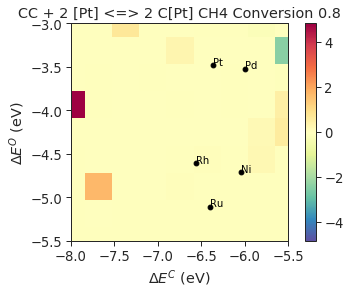 CC + 2 [Pt] <=> 2 C[Pt] CH4 Conversion 0.8
−3.0
−3.5
−4.0
−4.5
−5.0
−5.5
ΔE^O (eV)
Pt
Pd
Rh
Ni
Ru
−8.0 −7.5 −7.0 −6.5 −6.0 −5.5
ΔE^C (eV)
4
2
0
−2
−4